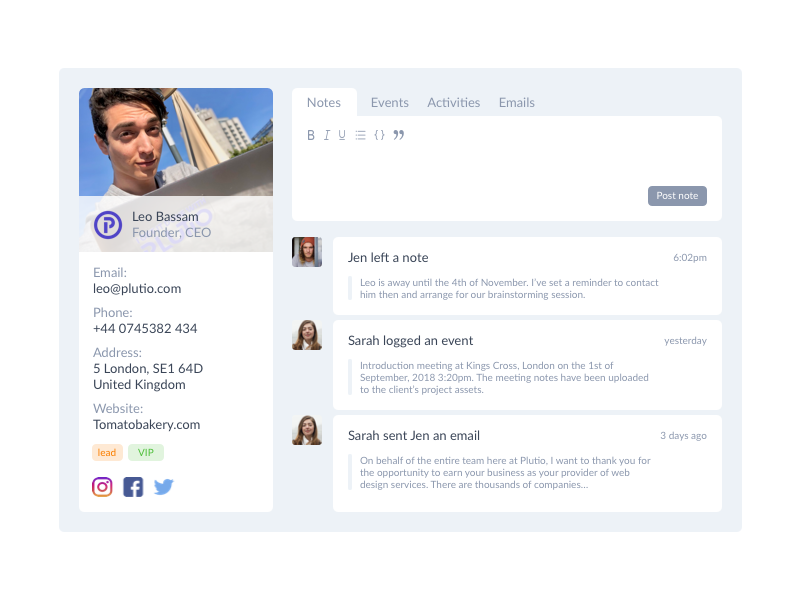 Leo Bassam
Founder, CEO
Email:
leo@plutio.com
Phone:
+44 0745382 434
Address:
5 London, SE1 64D
United Kingdom
Website:
Tomatobakery.com
lead VIP
Notes Events Activities Emails
B I U {}
Post note
Jen left a note 6:02pm
Leo is away until the 4th of November. I've set a reminder to contact
him then and arrange for our brainstorming session.
Sarah logged an event yesterday
Introduction meeting at Kings Cross, London on the 1st of
September, 2018 3:20pm. The meeting notes have been uploaded
to the client's project assets.
Sarah sent Jen an email 3 days ago
On behalf of the entire team here at Plutio, I want to thank you for
the opportunity to earn your business as your provider of web
design services. There are thousands of companies...